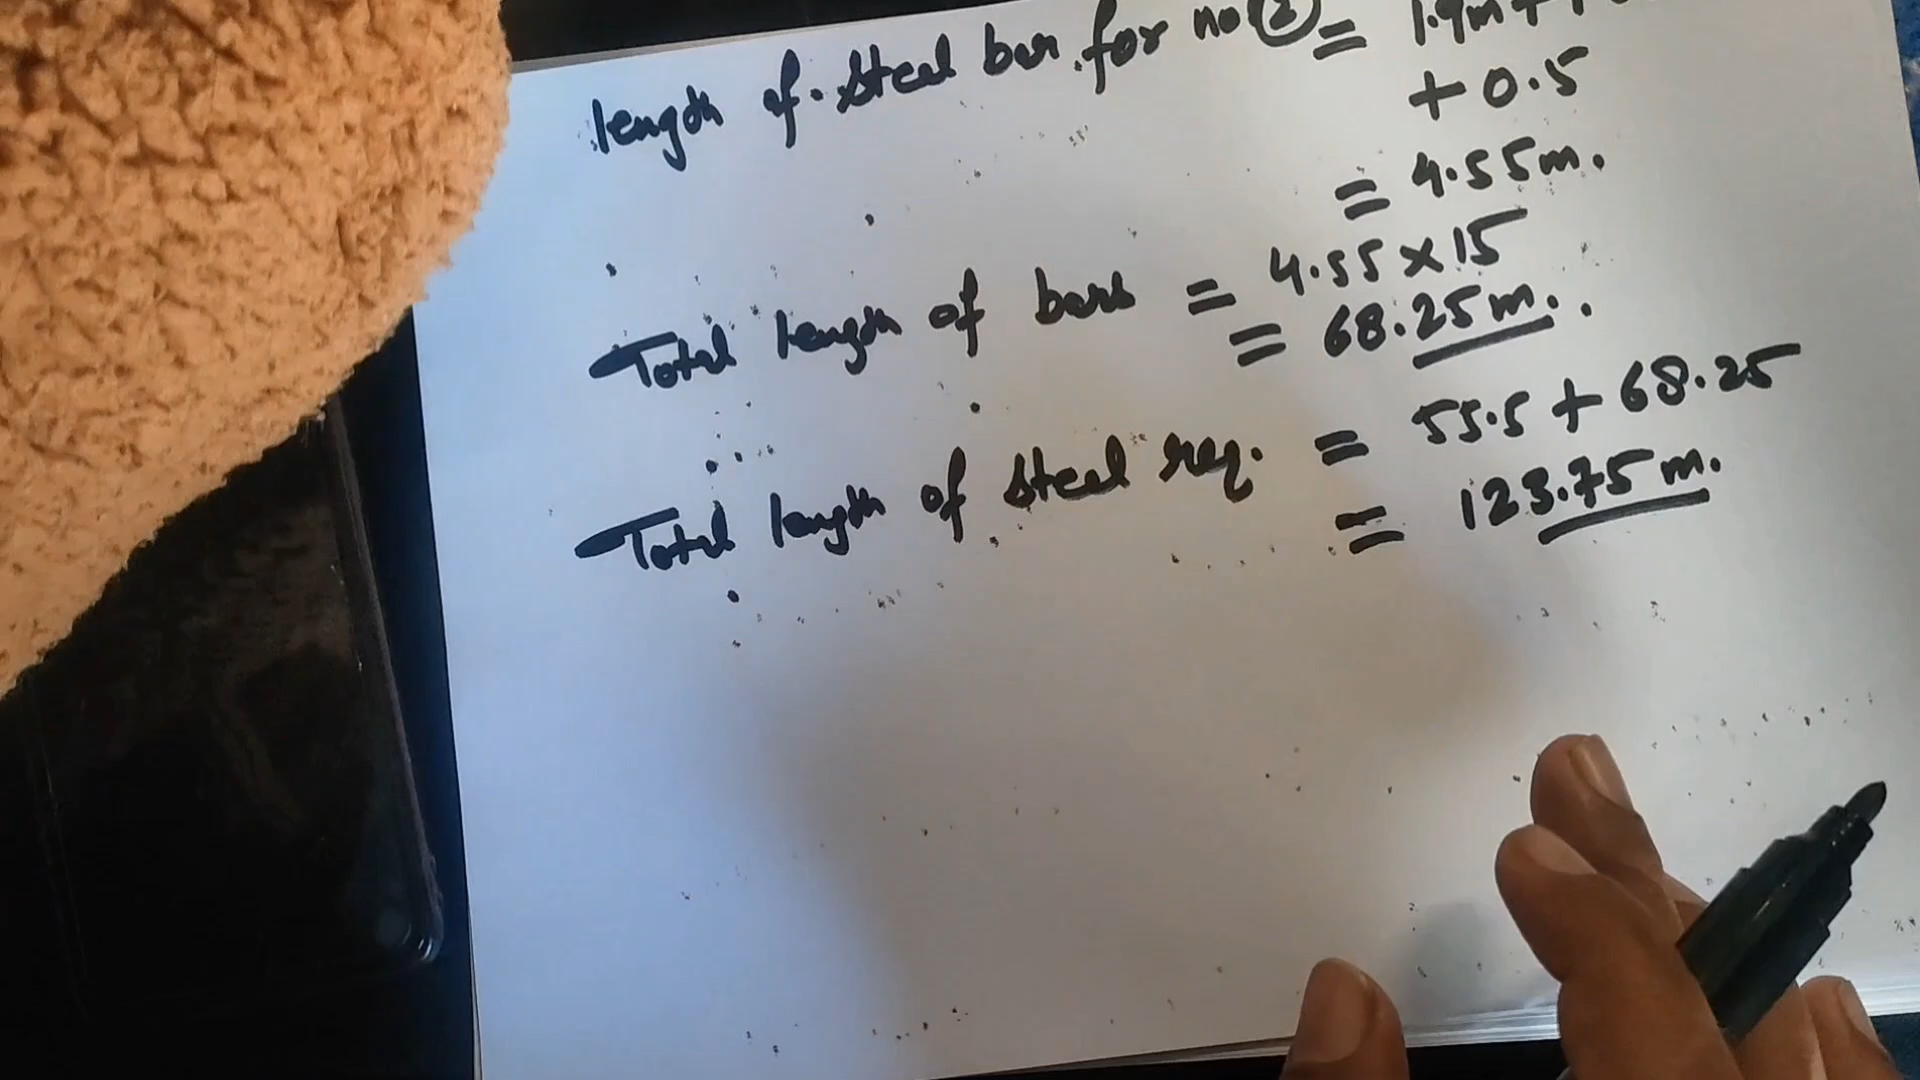 length of steel bar for no ② = 1.9m +
+ 0.5
= 4.55m.
Total length of bars = 4.55 × 15
= 68.25m.
Total length of steel req. = 55.5 + 68.25
= 123.75 m.